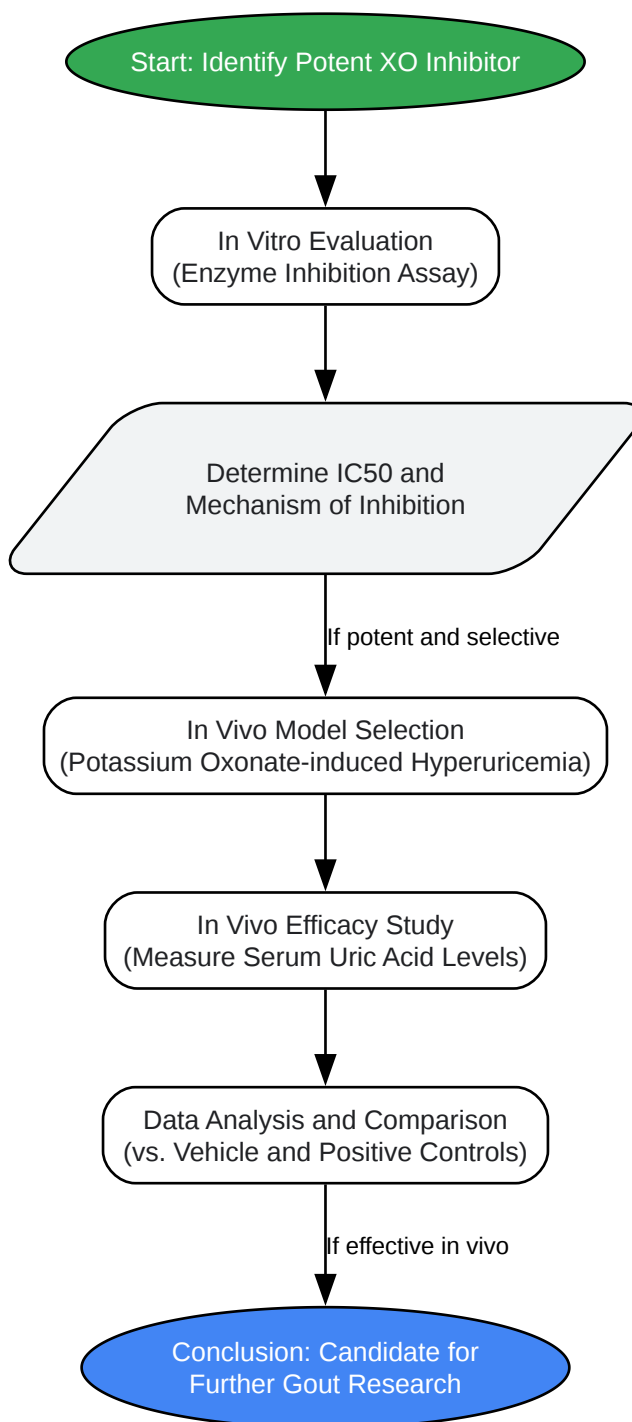 Start: Identify Potent XO Inhibitor
In Vitro Evaluation
(Enzyme Inhibition Assay)
Determine IC50 and
Mechanism of Inhibition
If potent and selective
In Vivo Model Selection
(Potassium Oxonate-induced Hyperuricemia)
In Vivo Efficacy Study
(Measure Serum Uric Acid Levels)
Data Analysis and Comparison
(vs. Vehicle and Positive Controls)
If effective in vivo
Conclusion: Candidate for
Further Gout Research